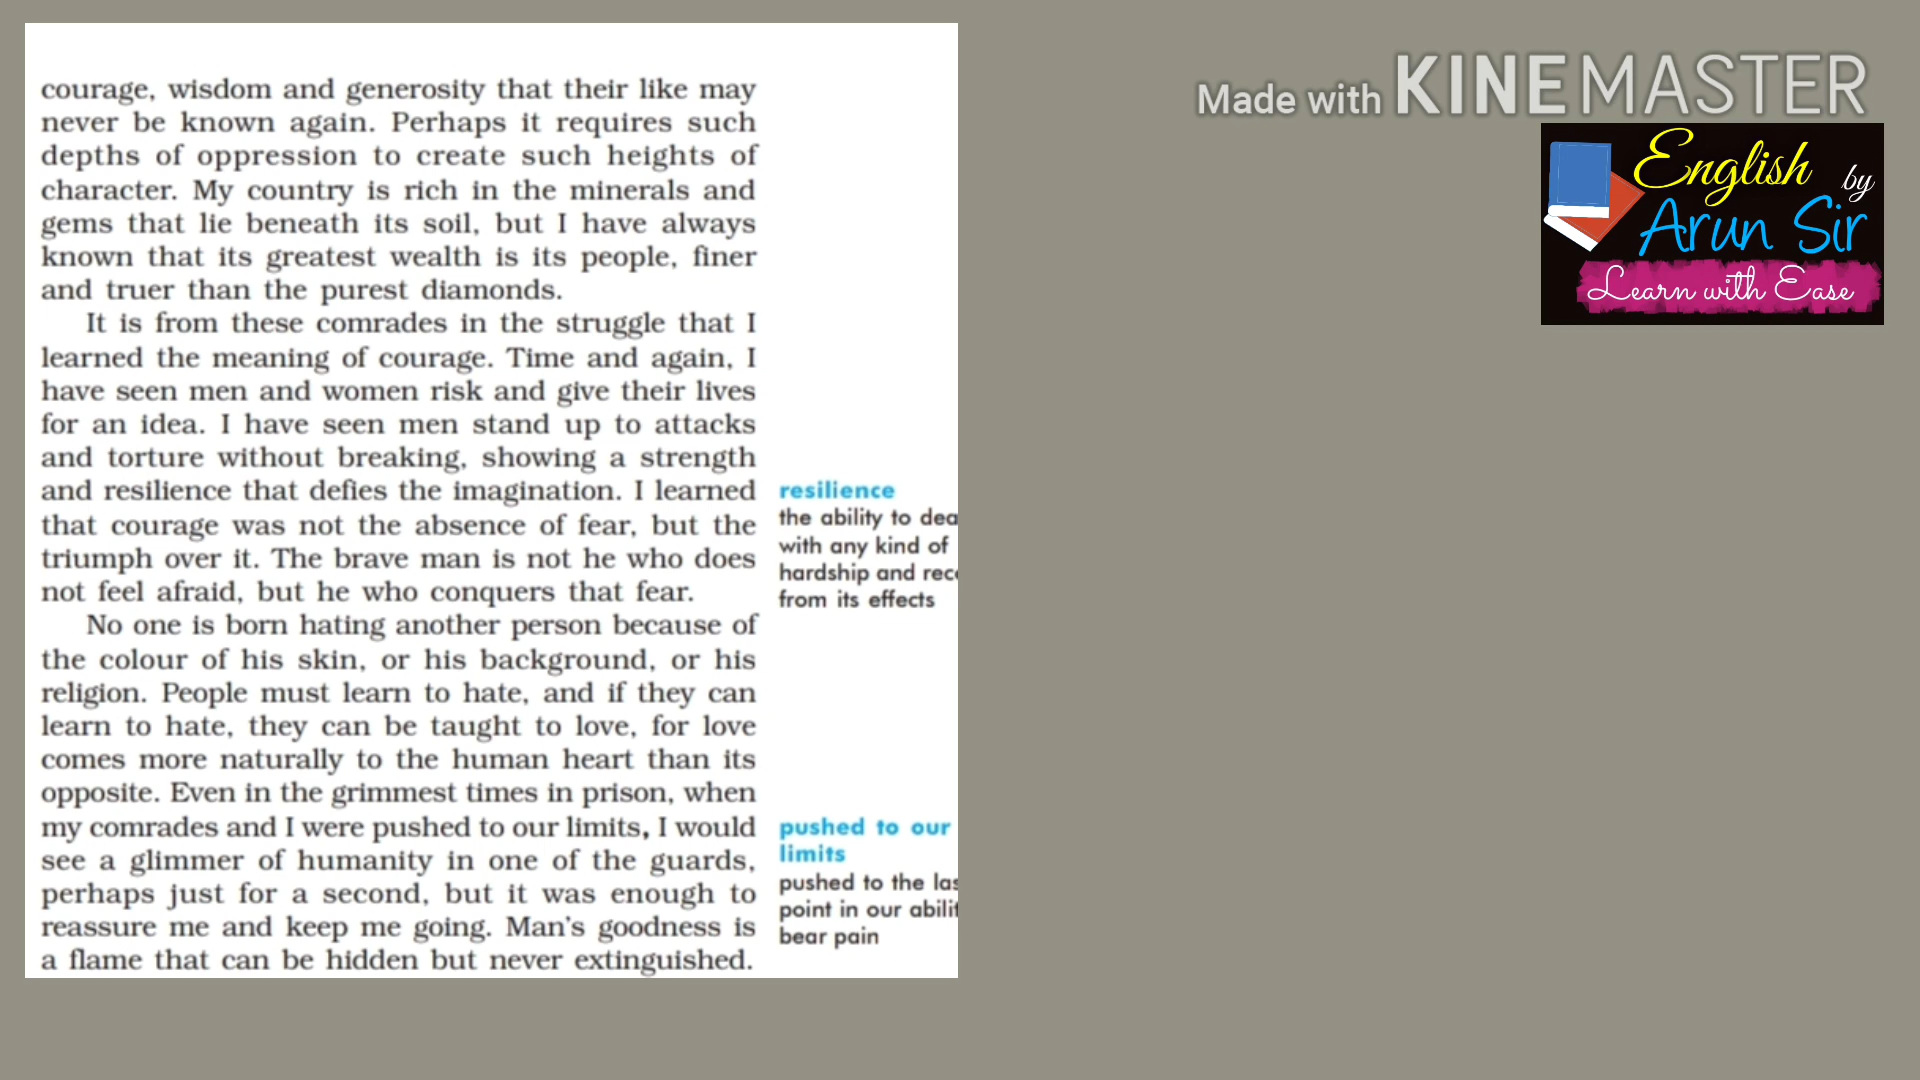 courage, wisdom and generosity that their like may
never be known again. Perhaps it requires such
depths of oppression to create such heights of
character. My country is rich in the minerals and
gems that lie beneath its soil, but I have always
known that its greatest wealth is its people, finer
and truer than the purest diamonds.
It is from these comrades in the struggle that I
learned the meaning of courage. Time and again, I
have seen men and women risk and give their lives
for an idea. I have seen men stand up to attacks
and torture without breaking, showing a strength
and resilience that defies the imagination. I learned
that courage was not the absence of fear, but the
triumph over it. The brave man is not he who does
not feel afraid, but he who conquers that fear.
No one is born hating another person because of
the colour of his skin, or his background, or his
religion. People must learn to hate, and if they can
learn to hate, they can be taught to love, for love
comes more naturally to the human heart than its
opposite. Even in the grimmest times in prison, when
my comrades and I were pushed to our limits, I would
see a glimmer of humanity in one of the guards,
perhaps just for a second, but it was enough to
reassure me and keep me going. Man's goodness is
a flame that can be hidden but never extinguished.
resilience
the ability to
with any kind of
hardship and
from its effects
pushed to our
limits
pushed to the
point in our
bear pain
Made with KINEMASTER
English by
Arun Sir
Learn with Ease